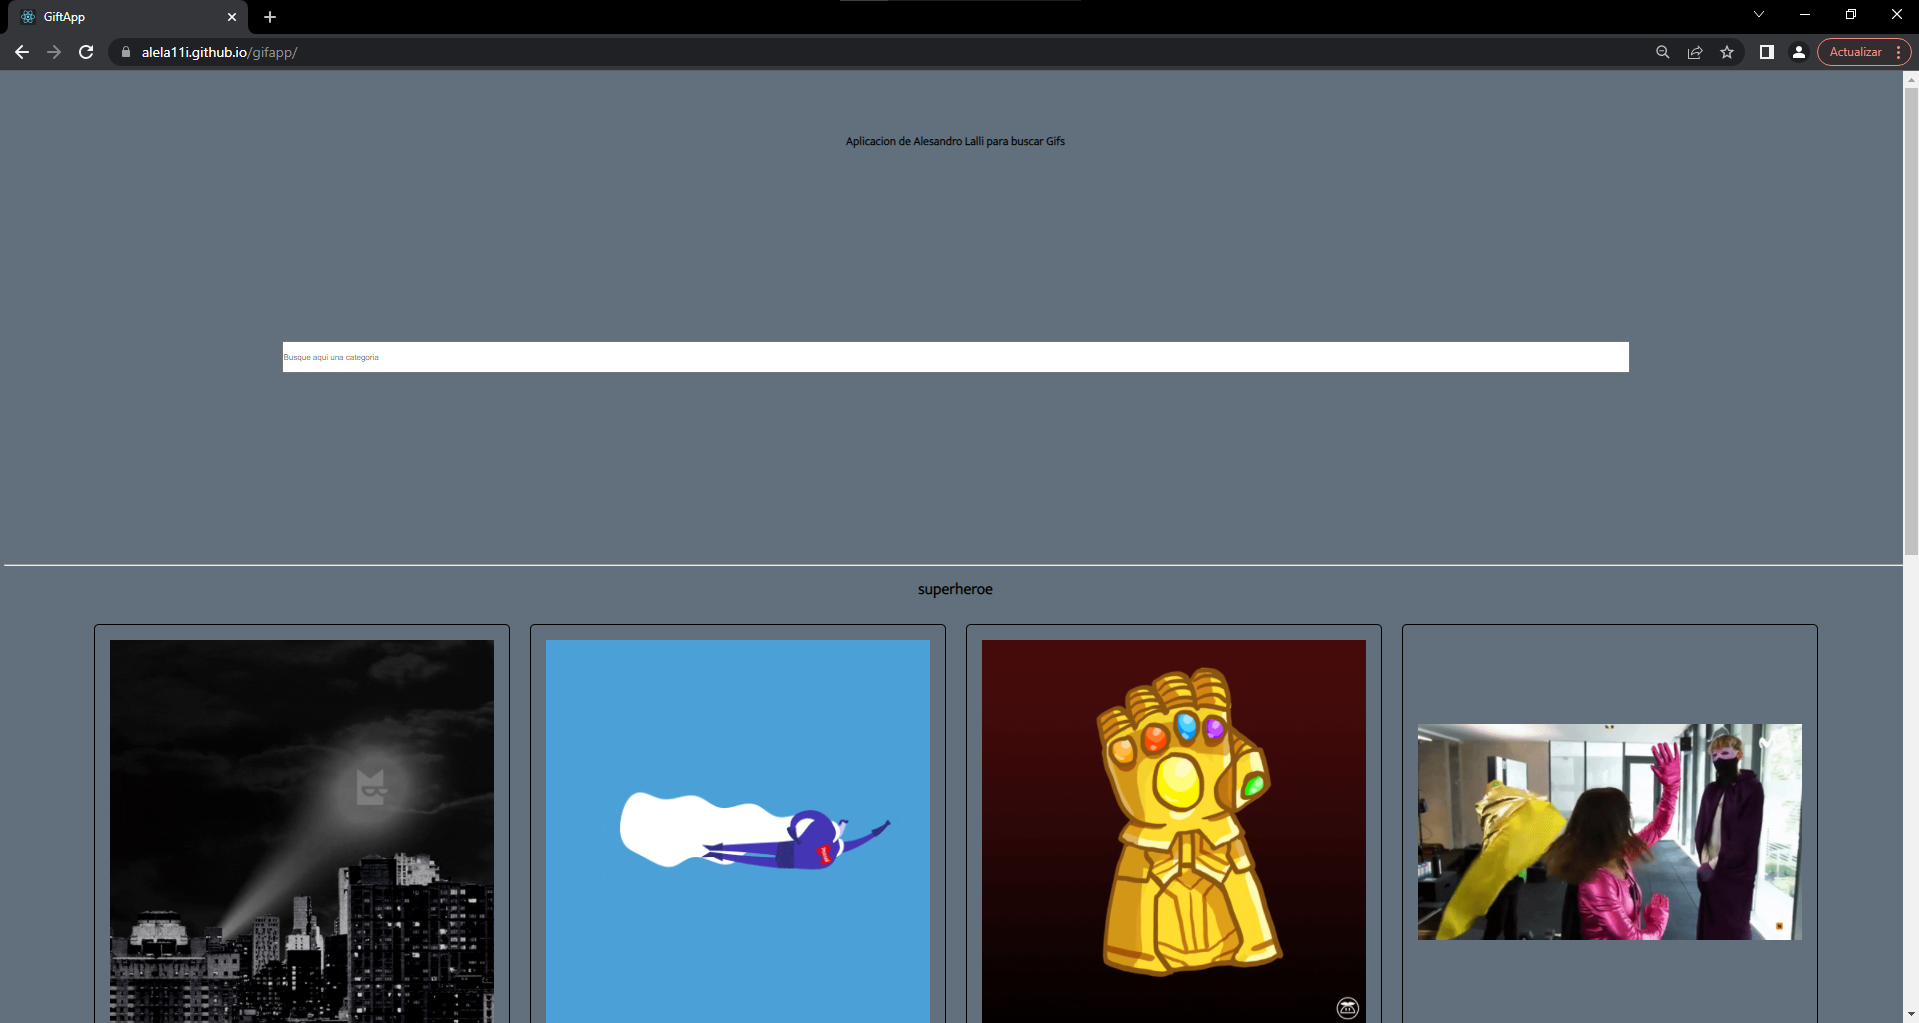 GiftApp
alela11i.github.io/gifapp/
Actualizar
Aplicacion de Alesandro Lalli para buscar Gifs
Busque aqui una categoria
superheroe